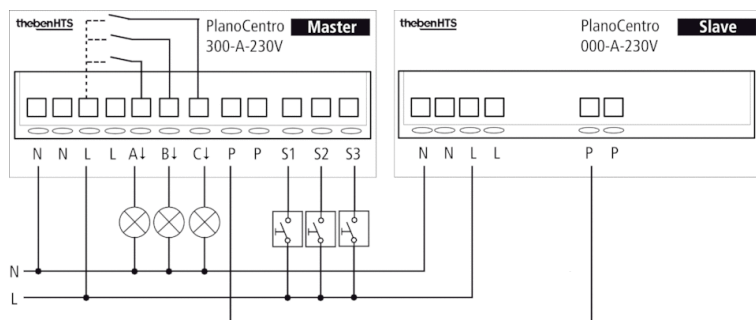 thebenHTS PlanoCentro Master
300-A-230V
N N L L A↓ B↓ C↓ P P S1 S2 S3
thebenHTS PlanoCentro Slave
000-A-230V
N N L L P P
N
L